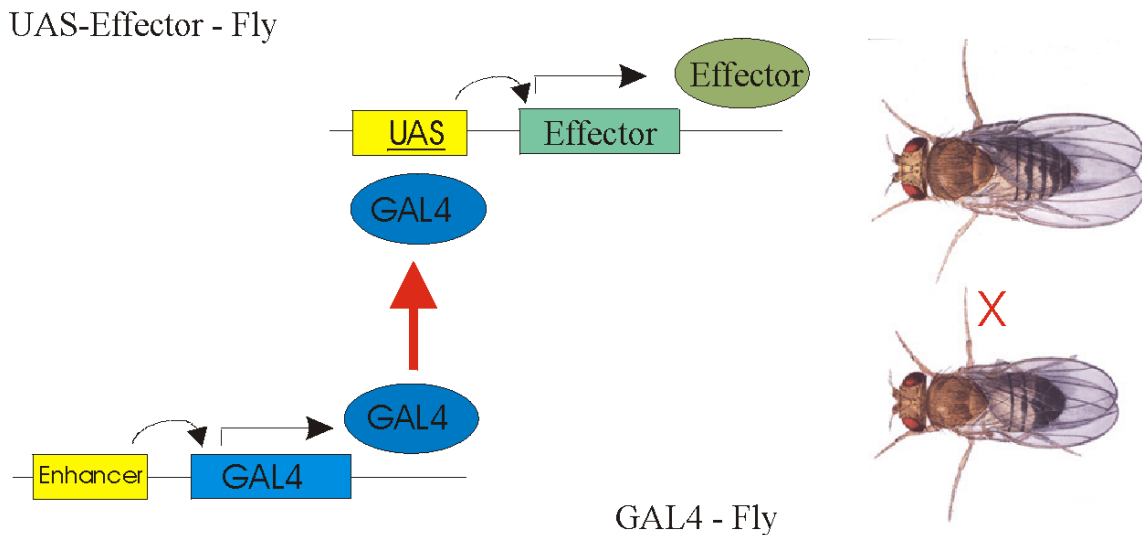 UAS-Effector - Fly
Effector
UAS
Effector
GAL4
X
GAL4
Enhancer
GAL4
GAL4 - Fly